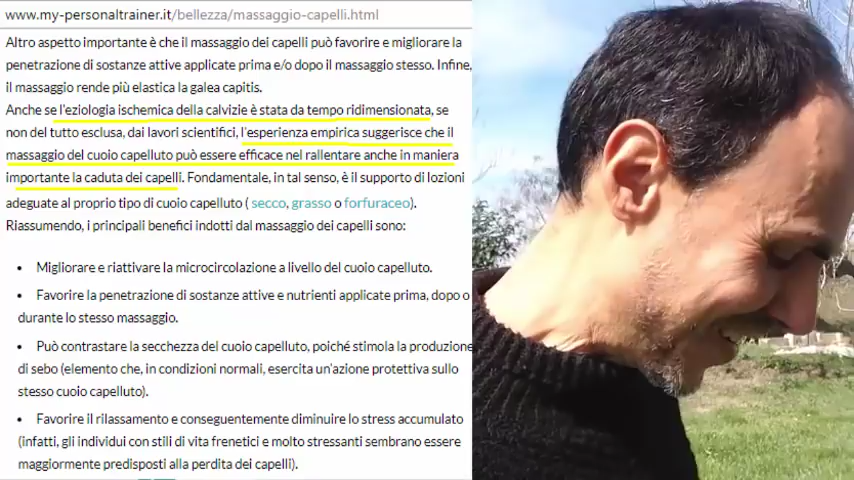 www.my-personaltrainer.it/bellezza/massaggio-capelli.html
Altro aspetto importante è che il massaggio dei capelli può favorire e migliorare la
penetrazione di sostanze attive applicate prima e/o dopo il massaggio stesso. Infine,
il massaggio rende più elastica la galea capitis.
Anche se l'eziologia ischemica della calvizie è stata da tempo ridimensionata, se
non del tutto esclusa, dai lavori scientifici, l'esperienza empirica suggerisce che il
massaggio del cuoio capelluto può essere efficace nel rallentare anche in maniera
importante la caduta dei capelli. Fondamentale, in tal senso, è il supporto di lozioni
adeguate al proprio tipo di cuoio capelluto ( secco, grasso o forfuraceo).
Riassumendo, i principali benefici indotti dal massaggio dei capelli sono:
• Migliorare e riattivare la microcircolazione a livello del cuoio capelluto.
• Favorire la penetrazione di sostanze attive e nutrienti applicate prima, dopo o
durante lo stesso massaggio.
• Può contrastare la secchezza del cuoio capelluto, poiché stimola la produzione
di sebo (elemento che, in condizioni normali, esercita un'azione protettiva sullo
stesso cuoio capelluto).
• Favorire il rilassamento e conseguentemente diminuire lo stress accumulato
(infatti, gli individui con stili di vita frenetici e molto stressanti sembrano essere
maggiormente predisposti alla perdita dei capelli).